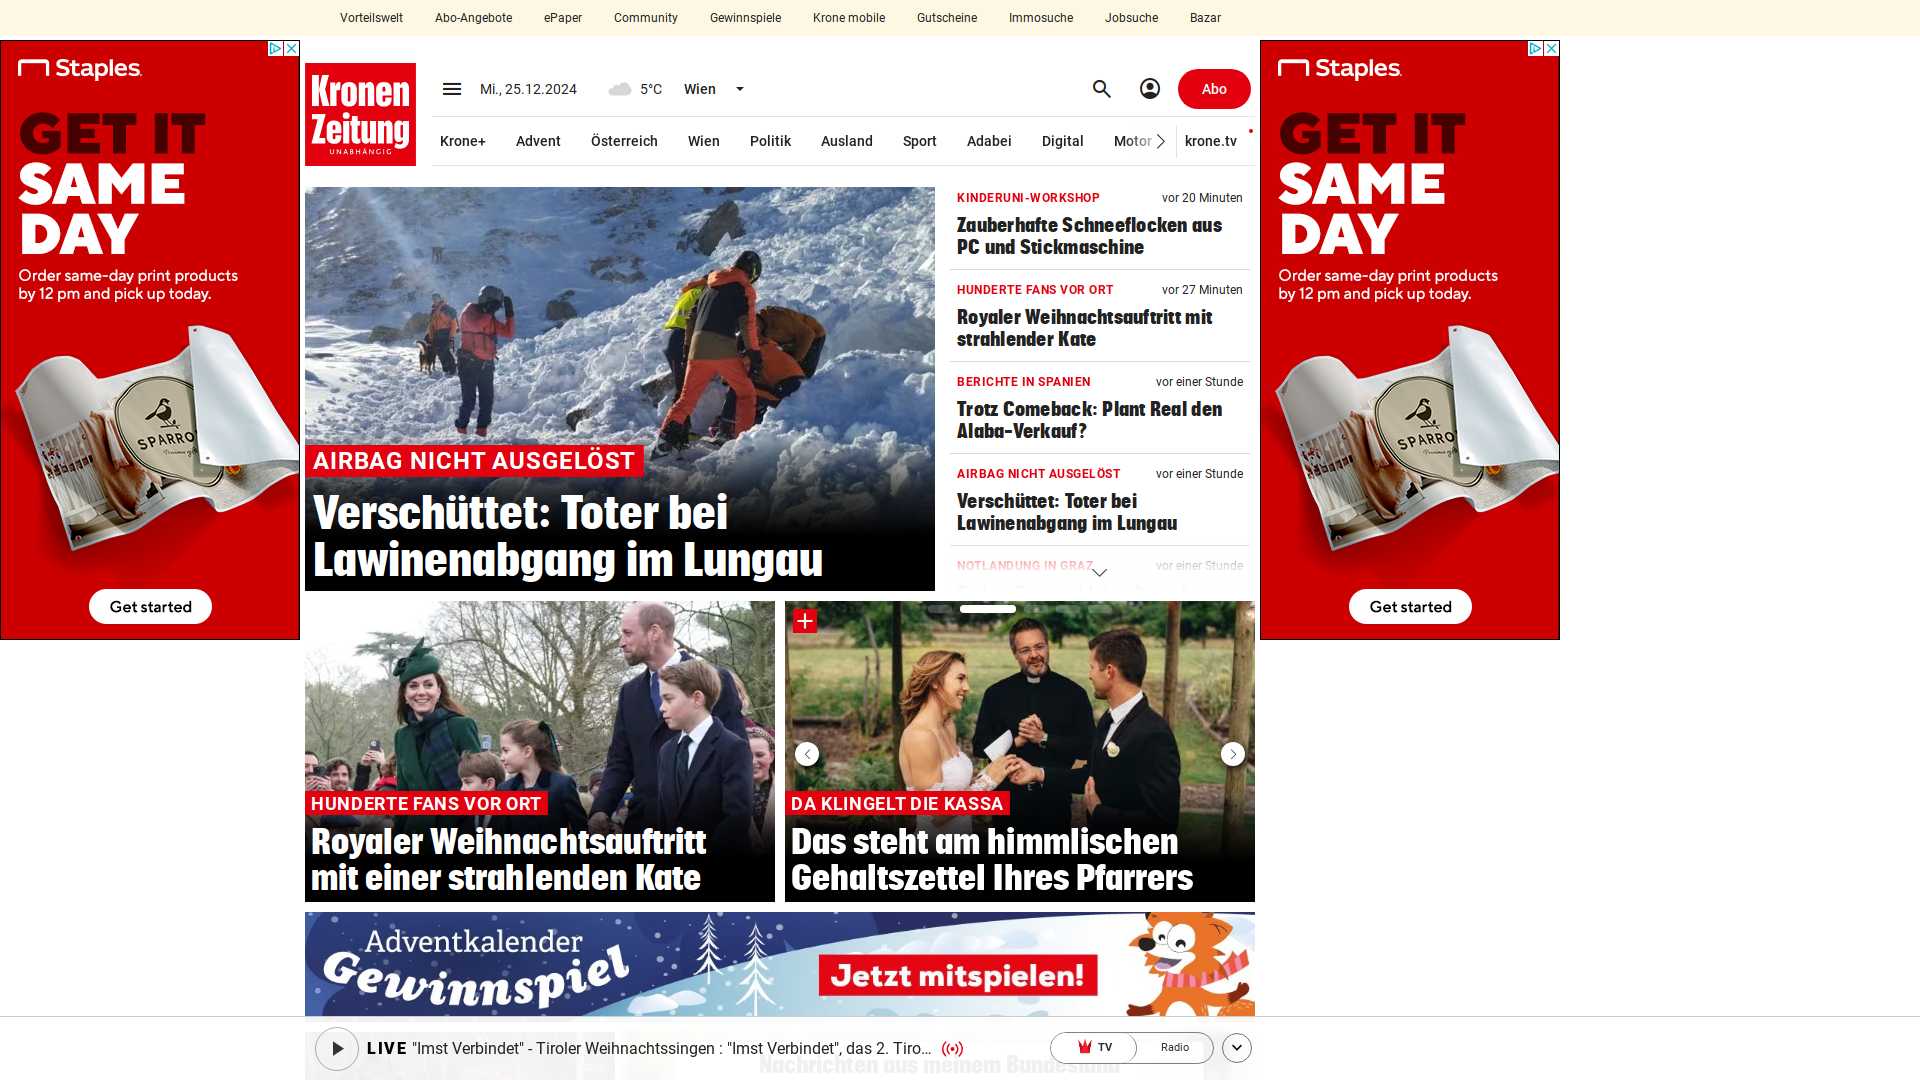 Vorteilswelt Abo-Angebote ePaper Community Gewinnspiele Krone mobile Gutscheine Immosuche Jobsuche Bazar
Staples
GET IT
SAME
DAY
Order same-day print products
by 12 pm and pick up today.
SPARRO
Get started
Kronen
Zeitung
UNABHÄNGIG
Mi., 25.12.2024 5°C Wien
Abo
Krone+ Advent Österreich Wien Politik Ausland Sport Adabei Digital Motor krone.tv
AIRBAG NICHT AUSGELÖST
Verschüttet: Toter bei
Lawinenabgang im Lungau
KINDERUNI-WORKSHOP vor 20 Minuten
Zauberhafte Schneeflocken aus
PC und Stickmaschine
HUNDERTE FANS VOR ORT vor 27 Minuten
Royaler Weihnachtsauftritt mit
strahlender Kate
BERICHTE IN SPANIEN vor einer Stunde
Trotz Comeback: Plant Real den
Alaba-Verkauf?
AIRBAG NICHT AUSGELÖST vor einer Stunde
Verschüttet: Toter bei
Lawinenabgang im Lungau
NOTLANDUNG IN GRAZ vor einer Stunde
HUNDERTE FANS VOR ORT
Royaler Weihnachtsauftritt
mit einer strahlenden Kate
DA KLINGELT DIE KASSA
Das steht am himmlischen
Gehaltszettel Ihres Pfarrers
Adventkalender
Gewinnspiel
Jetzt mitspielen!
LIVE "Imst Verbindet" - Tiroler Weihnachtssingen : "Imst Verbindet", das 2. Tiro...
TV Radio
Nachrichten aus meinem Bundesland
Staples
GET IT
SAME
DAY
Order same-day print products
by 12 pm and pick up today.
SPARRO
Get started